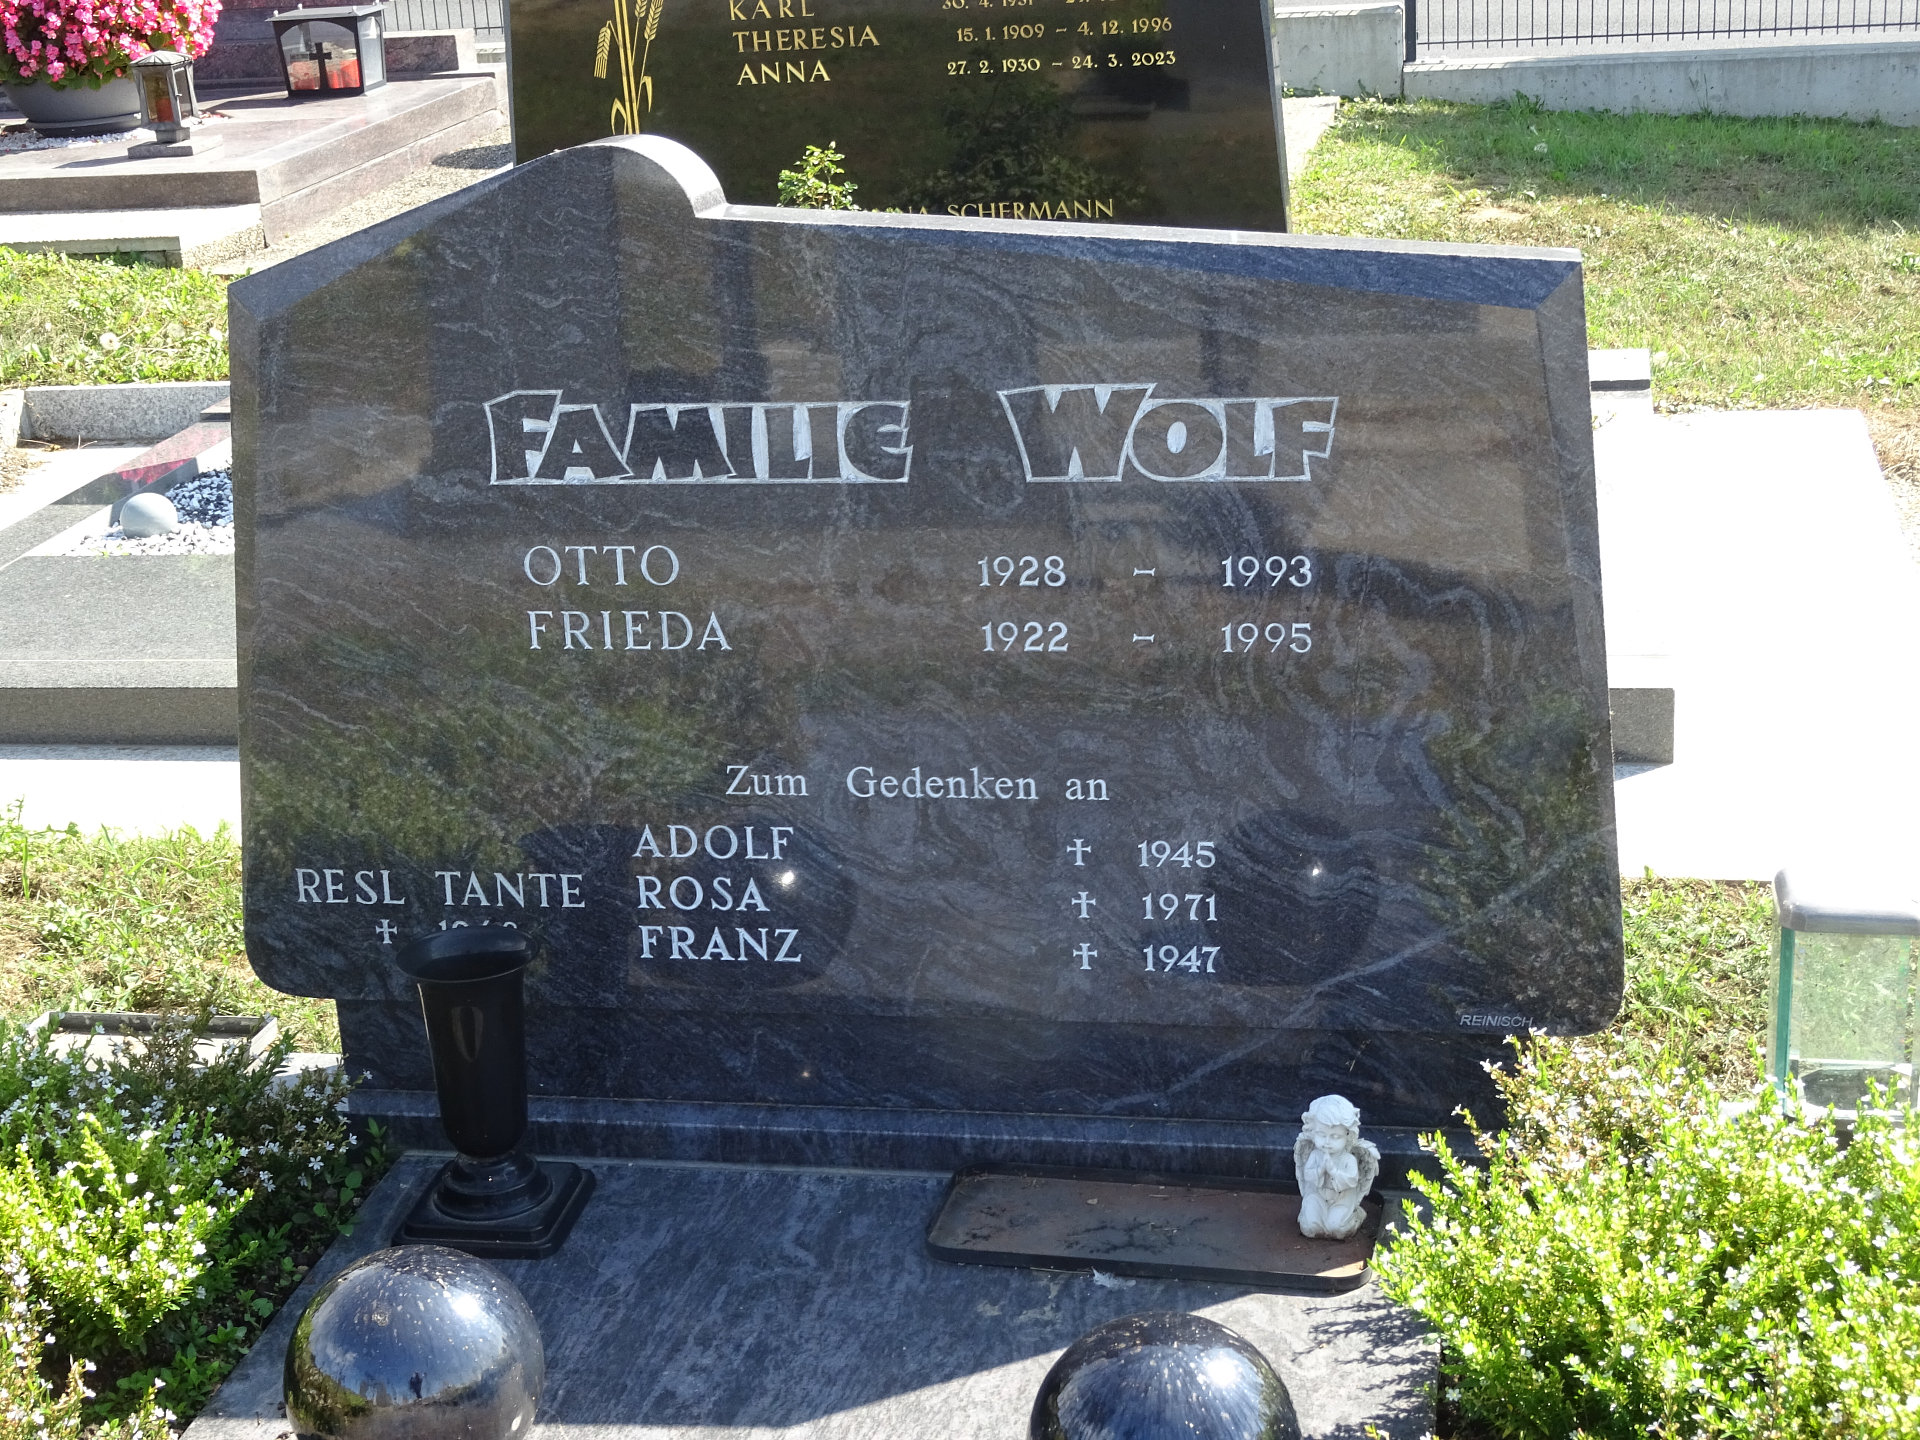 KARL
THERESIA 15. 1. 1909 – 4. 12. 1996
ANNA 27. 2. 1930 – 24. 3. 2023
SCHERMANN
FAMILIE WOLF
OTTO 1928 - 1993
FRIEDA 1922 - 1995
Zum Gedenken an
ADOLF ✝ 1945
RESL TANTE ROSA ✝ 1971
✝ FRANZ ✝ 1947
REINISCH